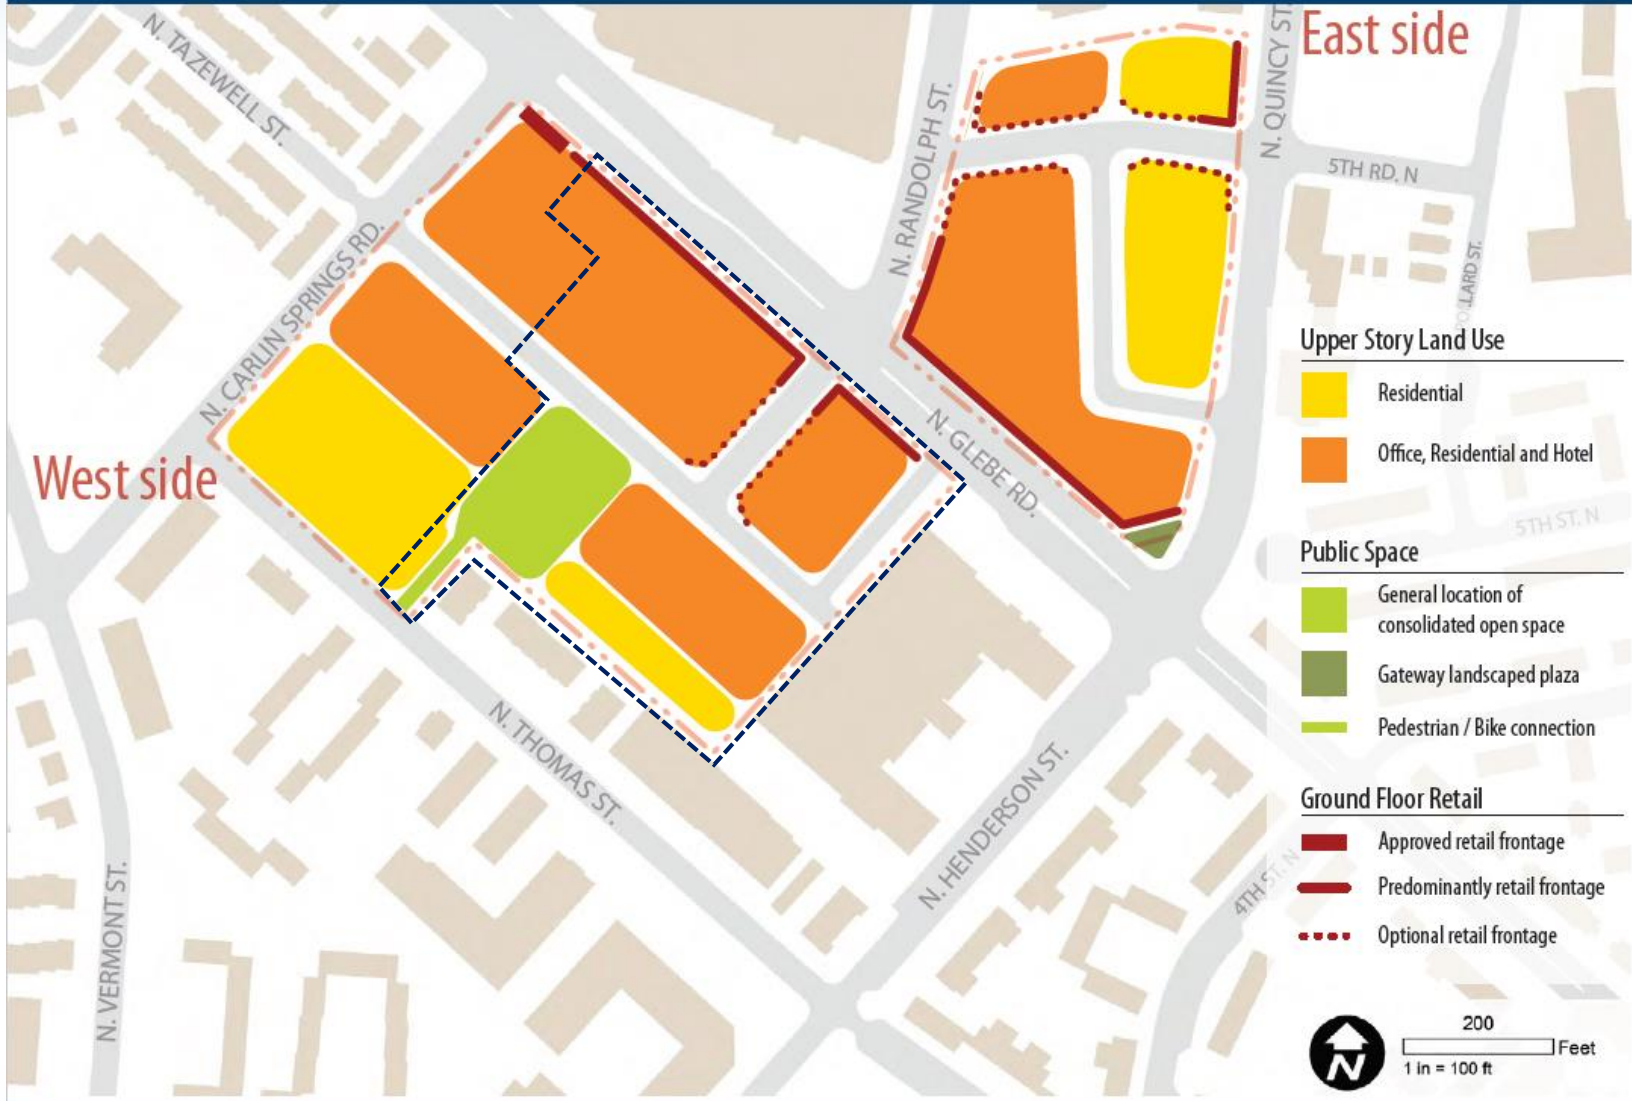 East side
N. TAZEWELL ST.
N. RANDOLPH ST.
N. QUINCY ST.
5TH RD. N
N. CARLIN SPRINGS RD.
POLLARD ST.
West side
N. GLEBE RD.
5TH ST. N
N. THOMAS ST.
N. HENDERSON ST.
4TH ST. N
N. VERMONT ST.
Upper Story Land Use
Residential
Office, Residential and Hotel
Public Space
General location of
consolidated open space
Gateway landscaped plaza
Pedestrian / Bike connection
Ground Floor Retail
Approved retail frontage
Predominantly retail frontage
Optional retail frontage
N
200
Feet
1 in = 100 ft